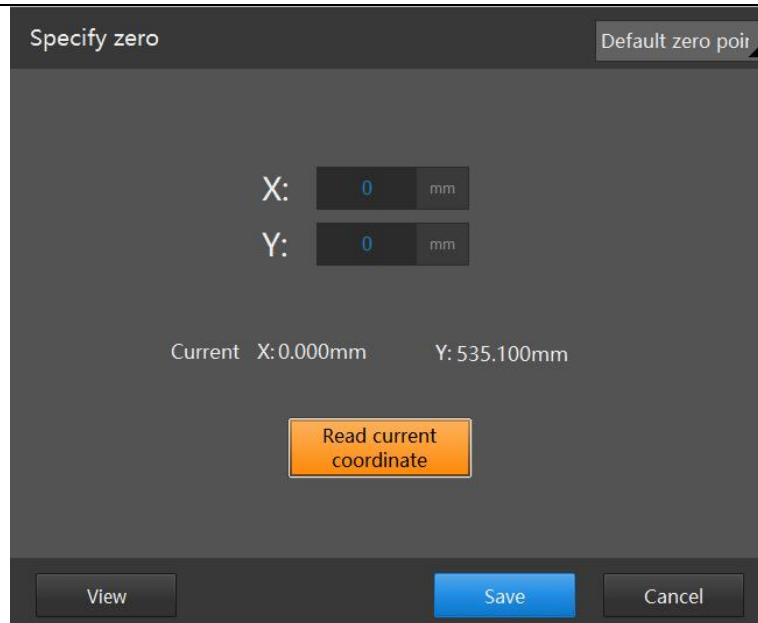 Specify zero
Default zero poir
X: 0 mm
Y: 0 mm
Current X: 0.000mm Y: 535.100mm
Read current
coordinate
View Save Cancel